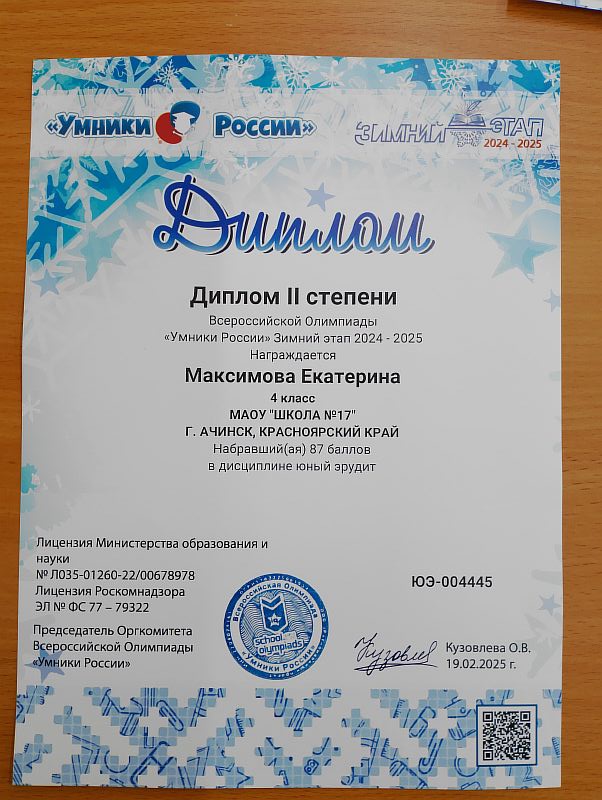 «Умники России»
ЗИМНИЙ ЭТАП
2024 - 2025
Диплом
Диплом II степени
Всероссийской Олимпиады
«Умники России» Зимний этап 2024 - 2025
Награждается
Максимова Екатерина
4 класс
МАОУ "ШКОЛА №17"
Г. АЧИНСК, КРАСНОЯРСКИЙ КРАЙ
Набравший(ая) 87 баллов
в дисциплине юный эрудит
Лицензия Министерства образования и
науки
№ Л035-01260-22/00678978
Лицензия Роскомнадзора
ЭЛ № ФС 77 – 79322
Председатель Оргкомитета
Всероссийской Олимпиады
«Умники России»
Всероссийская Олимпиада
School
Olympiads
«Умники России»
ЮЭ-004445
Кузовлев
Кузовлева О.В.
19.02.2025 г.